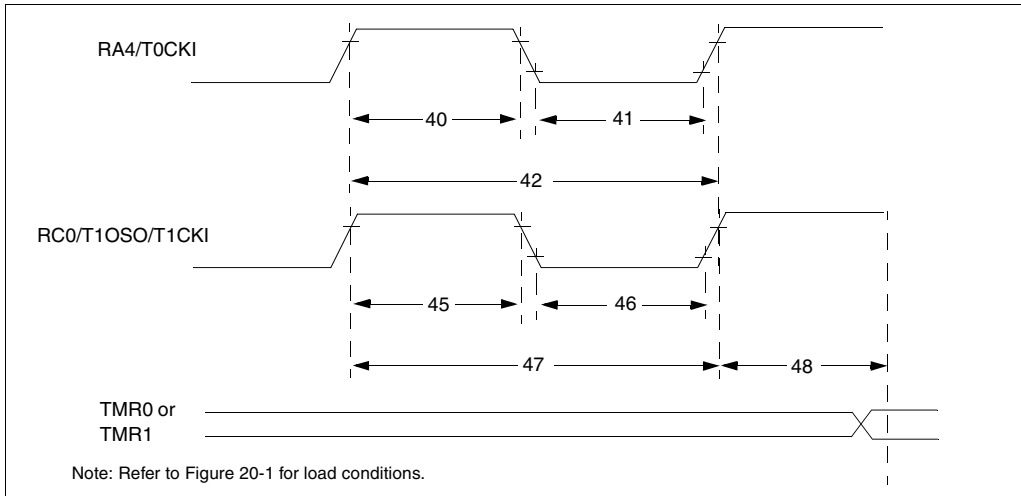 RA4/T0CKI
40
41
42
RC0/T1OSO/T1CKI
45
46
47
48
TMR0 or
TMR1
Note: Refer to Figure 20-1 for load conditions.